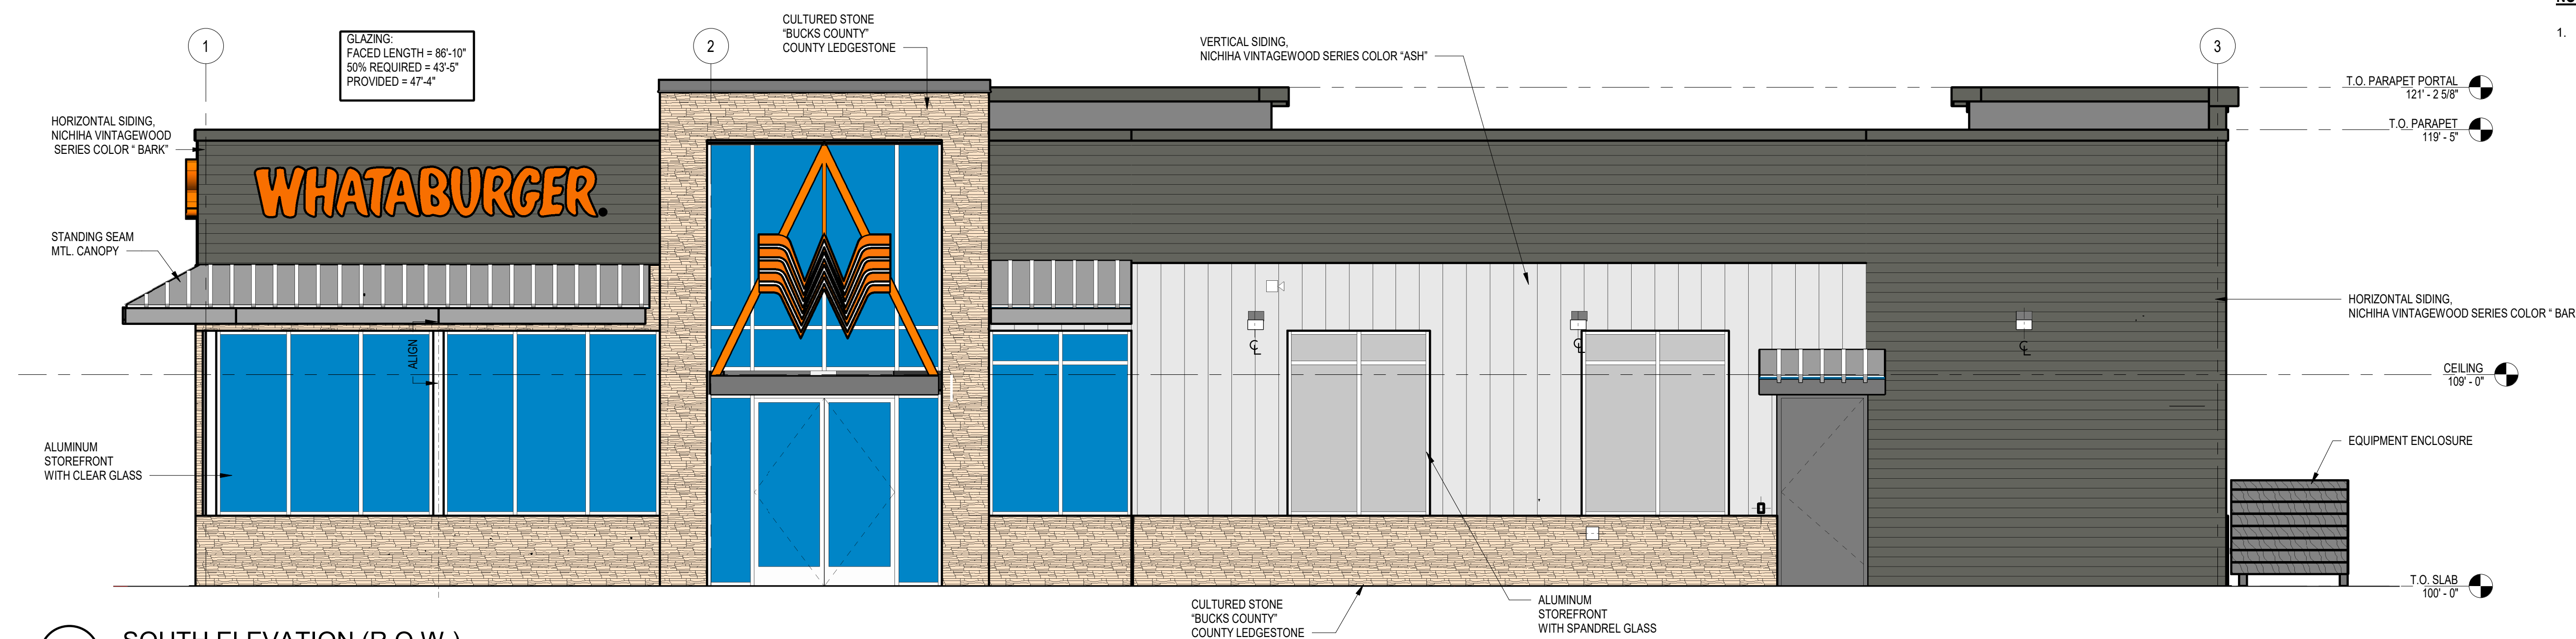 1
GLAZING:
FACED LENGTH = 86'-10"
50% REQUIRED = 43'-5"
PROVIDED = 47'-4"
2
CULTURED STONE
"BUCKS COUNTY"
COUNTY LEDGESTONE
VERTICAL SIDING,
NICHIHA VINTAGEWOOD SERIES COLOR "ASH"
3
1.
T.O. PARAPET PORTAL
121' - 2 5/8"
T.O. PARAPET
119' - 5"
HORIZONTAL SIDING,
NICHIHA VINTAGEWOOD
SERIES COLOR " BARK"
WHATABURGER
STANDING SEAM
MTL. CANOPY
HORIZONTAL SIDING,
NICHIHA VINTAGEWOOD SERIES COLOR " BAR
ALIGN
CEILING
109' - 0"
ALUMINUM
STOREFRONT
WITH CLEAR GLASS
EQUIPMENT ENCLOSURE
T.O. SLAB
100' - 0"
CULTURED STONE
"BUCKS COUNTY"
COUNTY LEDGESTONE
ALUMINUM
STOREFRONT
WITH SPANDREL GLASS
SOUTH ELEVATION (R.O.W.)